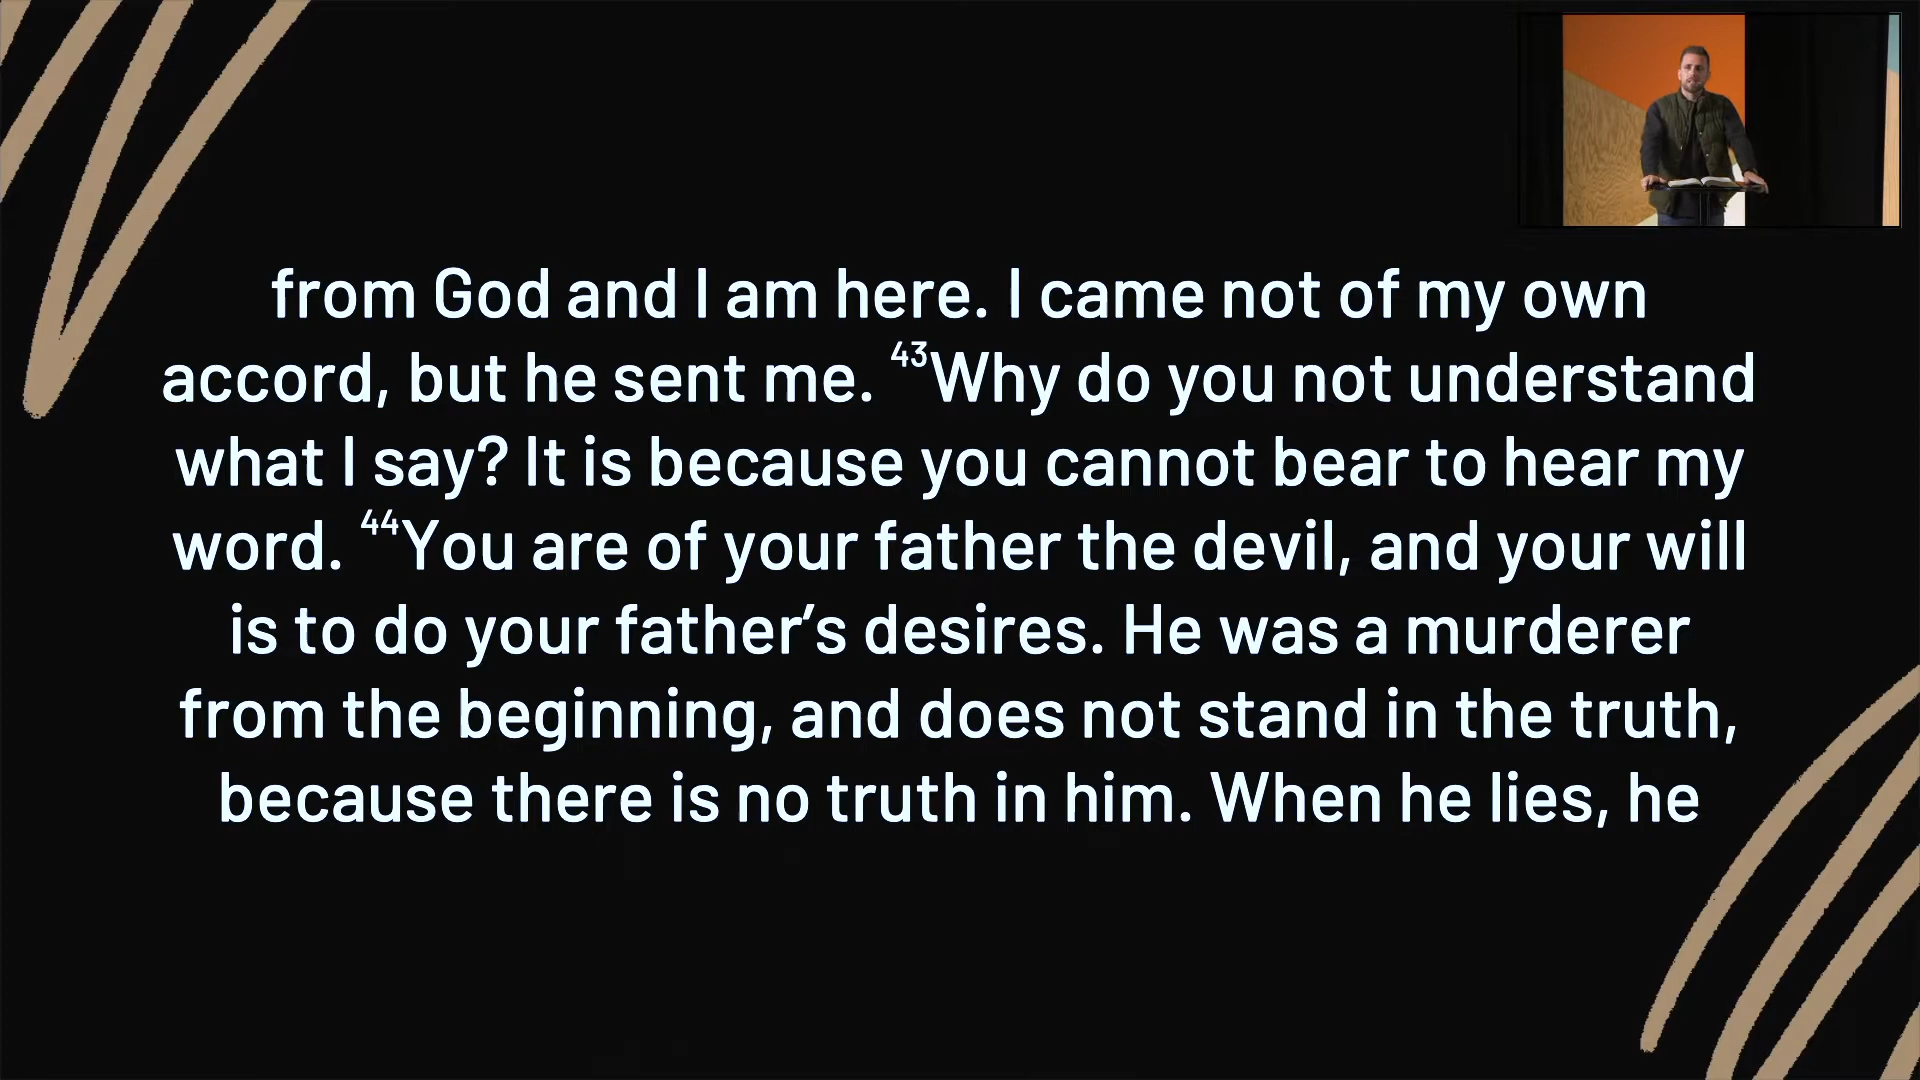 from God and I am here. I came not of my own
accord, but he sent me. 43Why do you not understand
what I say? It is because you cannot bear to hear my
word. 44You are of your father the devil, and your will
is to do your father’s desires. He was a murderer
from the beginning, and does not stand in the truth,
because there is no truth in him. When he lies, he